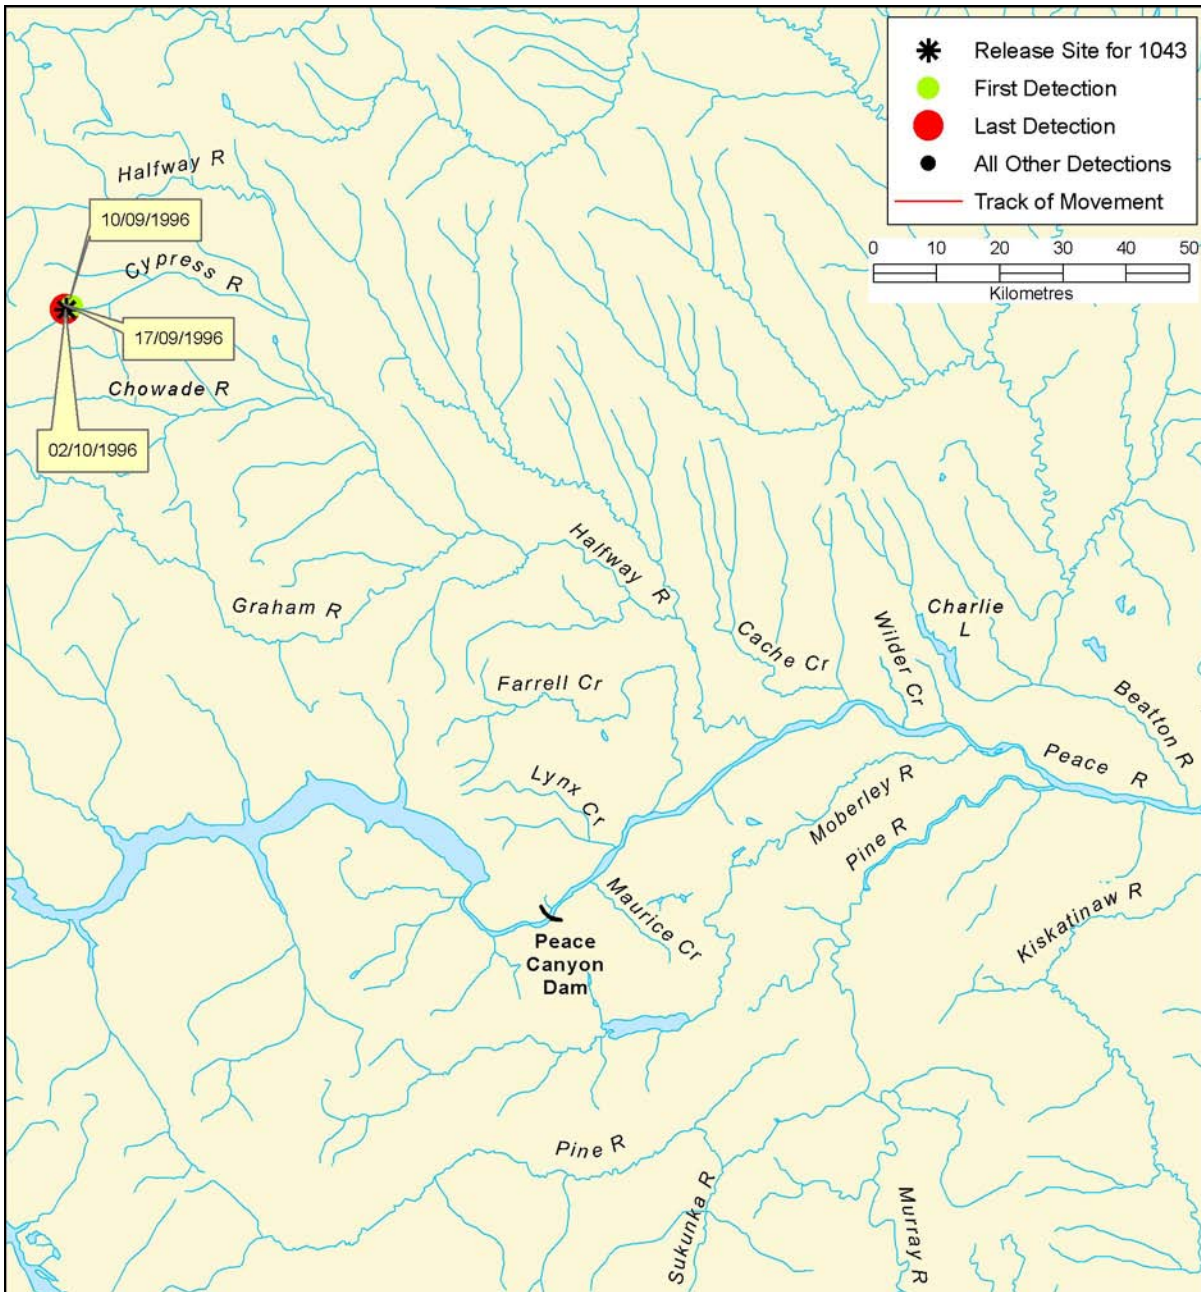 Release Site for 1043
First Detection
Last Detection
All Other Detections
Track of Movement
0 10 20 30 40 50
Kilometres
Halfway R
10/09/1996
Cypress R
17/09/1996
Chowade R
02/10/1996
Halfway R
Graham R
Charlie
L
Cache Cr
Wilder Cr
Farrell Cr
Beatton R
Peace R
Lynx Cr
Moberley R
Pine R
Maurice Cr
Kiskatinaw R
Peace
Canyon
Dam
Pine R
Sukunka R
Murray R